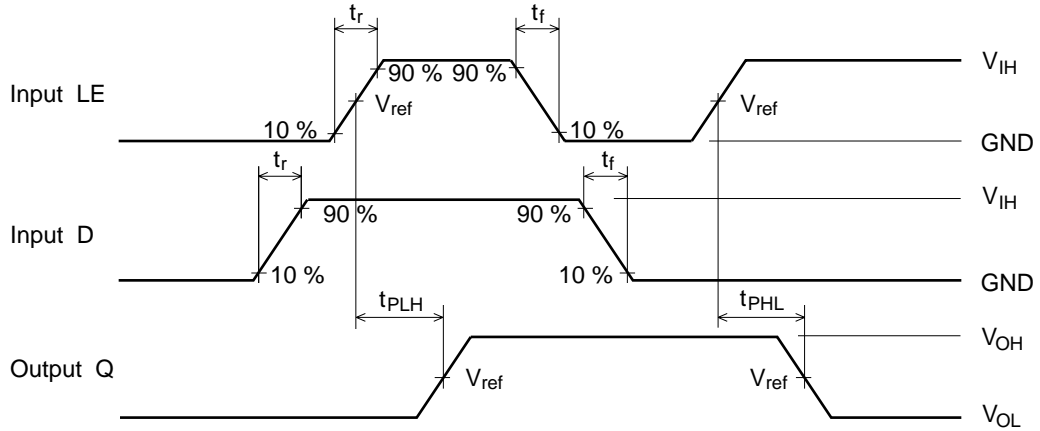 tr tf
90 % 90 % VIH
Input LE
Vref Vref
10 % 10 %
GND
tr tf
VIH
90 % 90 %
Input D
10 % 10 %
GND
tPLH tPHL
VOH
Output Q
Vref Vref
VOL